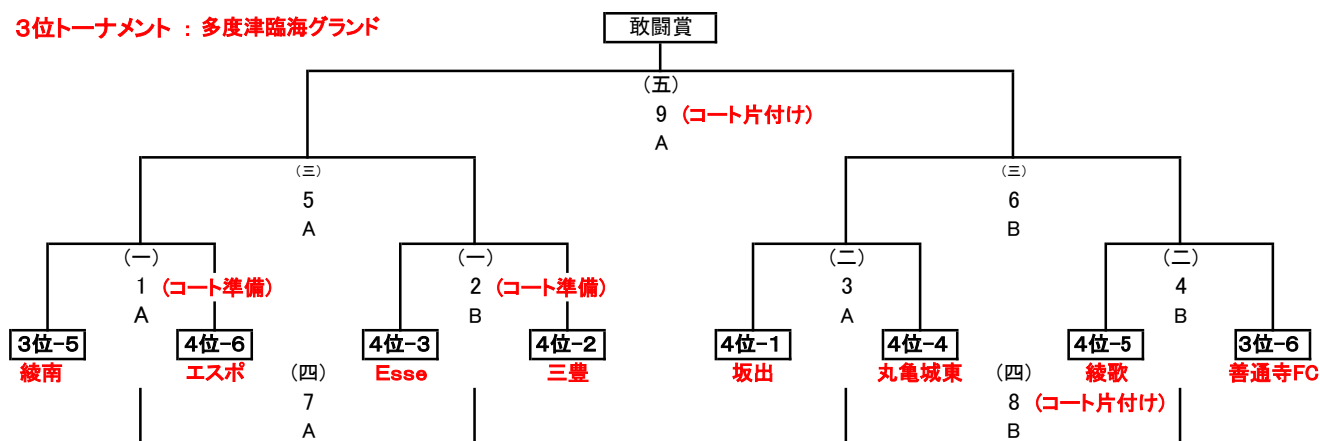 3位トーナメント ： 多度津臨海グランド
敢闘賞
(五)
9 (コート片付け)
A
(三) (三)
5 6
A B
(一) (一) (二) (二)
1 (コート準備) 2 (コート準備) 3 4
A B A B
3位-5 4位-6 4位-3 4位-2 4位-1 4位-4 4位-5 3位-6
綾南 エスポ (四) Esse 三豊 坂出 丸亀城東 (四) 綾歌 善通寺FC
7 8 (コート片付け)
A B